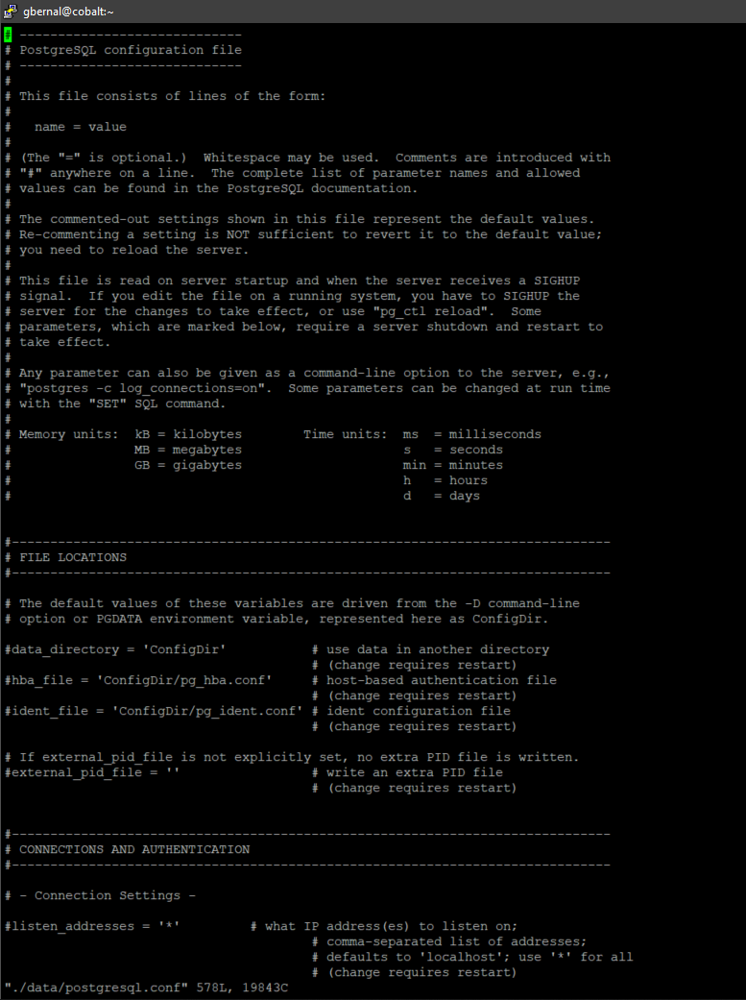 gbernal@cobalt:~
# -----------------------------
# PostgreSQL configuration file
# -----------------------------
#
# This file consists of lines of the form:
#
#   name = value
#
# (The "=" is optional.)  Whitespace may be used.  Comments are introduced with
# "#" anywhere on a line.  The complete list of parameter names and allowed
# values can be found in the PostgreSQL documentation.
#
# The commented-out settings shown in this file represent the default values.
# Re-commenting a setting is NOT sufficient to revert it to the default value;
# you need to reload the server.
#
# This file is read on server startup and when the server receives a SIGHUP
# signal.  If you edit the file on a running system, you have to SIGHUP the
# server for the changes to take effect, or use "pg_ctl reload".  Some
# parameters, which are marked below, require a server shutdown and restart to
# take effect.
#
# Any parameter can also be given as a command-line option to the server, e.g.,
# "postgres -c log_connections=on".  Some parameters can be changed at run time
# with the "SET" SQL command.
#
# Memory units:  kB = kilobytes        Time units:  ms  = milliseconds
#                MB = megabytes                     s   = seconds
#                GB = gigabytes                     min = minutes
#                                                   h   = hours
#                                                   d   = days
#------------------------------------------------------------------------------
# FILE LOCATIONS
#------------------------------------------------------------------------------
# The default values of these variables are driven from the -D command-line
# option or PGDATA environment variable, represented here as ConfigDir.
#data_directory = 'ConfigDir'           # use data in another directory
                                        # (change requires restart)
#hba_file = 'ConfigDir/pg_hba.conf'     # host-based authentication file
                                        # (change requires restart)
#ident_file = 'ConfigDir/pg_ident.conf' # ident configuration file
                                        # (change requires restart)
# If external_pid_file is not explicitly set, no extra PID file is written.
#external_pid_file = ''                 # write an extra PID file
                                        # (change requires restart)
#------------------------------------------------------------------------------
# CONNECTIONS AND AUTHENTICATION
#------------------------------------------------------------------------------
# - Connection Settings -
#listen_addresses = '*'         # what IP address(es) to listen on;
                                        # comma-separated list of addresses;
                                        # defaults to 'localhost'; use '*' for all
                                        # (change requires restart)
"./data/postgresql.conf" 578L, 19843C